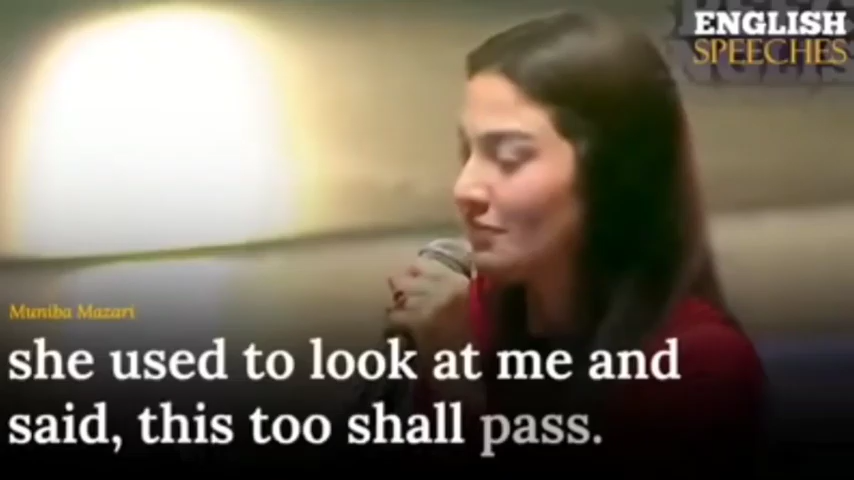 ENGLISH
SPEECHES
Muniba Mazari
she used to look at me and
said, this too shall pass.